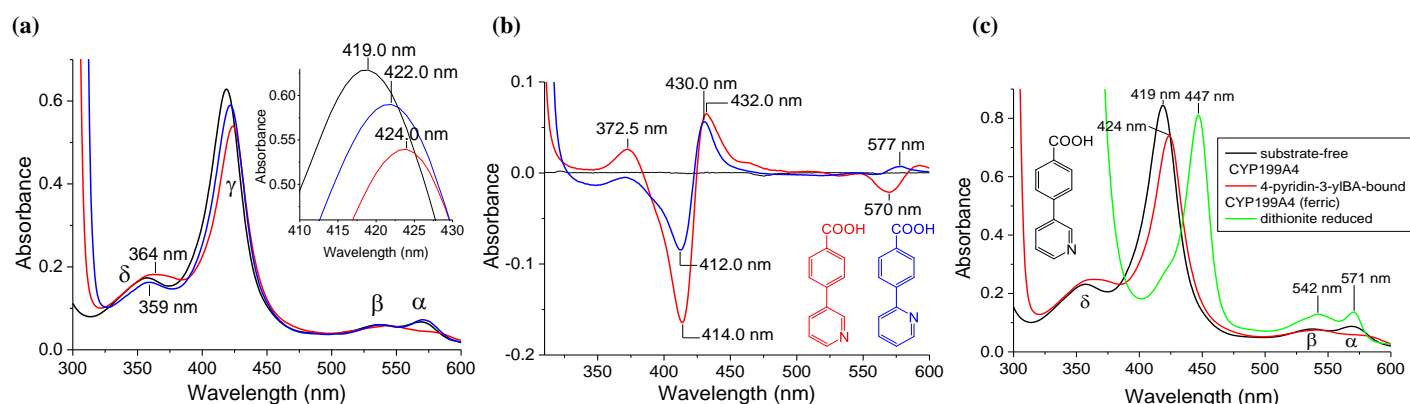 (a)
0.6
0.4
0.2
0.0
Absorbance
300
350
400
450
500
550
600
Wavelength (nm)
δ
364 nm
359 nm
γ
β
α
419.0 nm
422.0 nm
424.0 nm
0.60
0.55
0.50
Absorbance
410
415
420
425
430
Wavelength (nm)
(b)
0.1
0.0
-0.1
-0.2
Absorbance
350
400
450
500
550
600
Wavelength (nm)
372.5 nm
430.0 nm
432.0 nm
412.0 nm
414.0 nm
577 nm
570 nm
COOH
N
COOH
N
(c)
0.8
0.6
0.4
0.2
0.0
Absorbance
300
350
400
450
500
550
600
Wavelength (nm)
COOH
N
419 nm
447 nm
424 nm
δ
542 nm
571 nm
β
α
substrate-free
CYP199A4
4-pyridin-3-ylBA-bound
CYP199A4 (ferric)
dithionite reduced